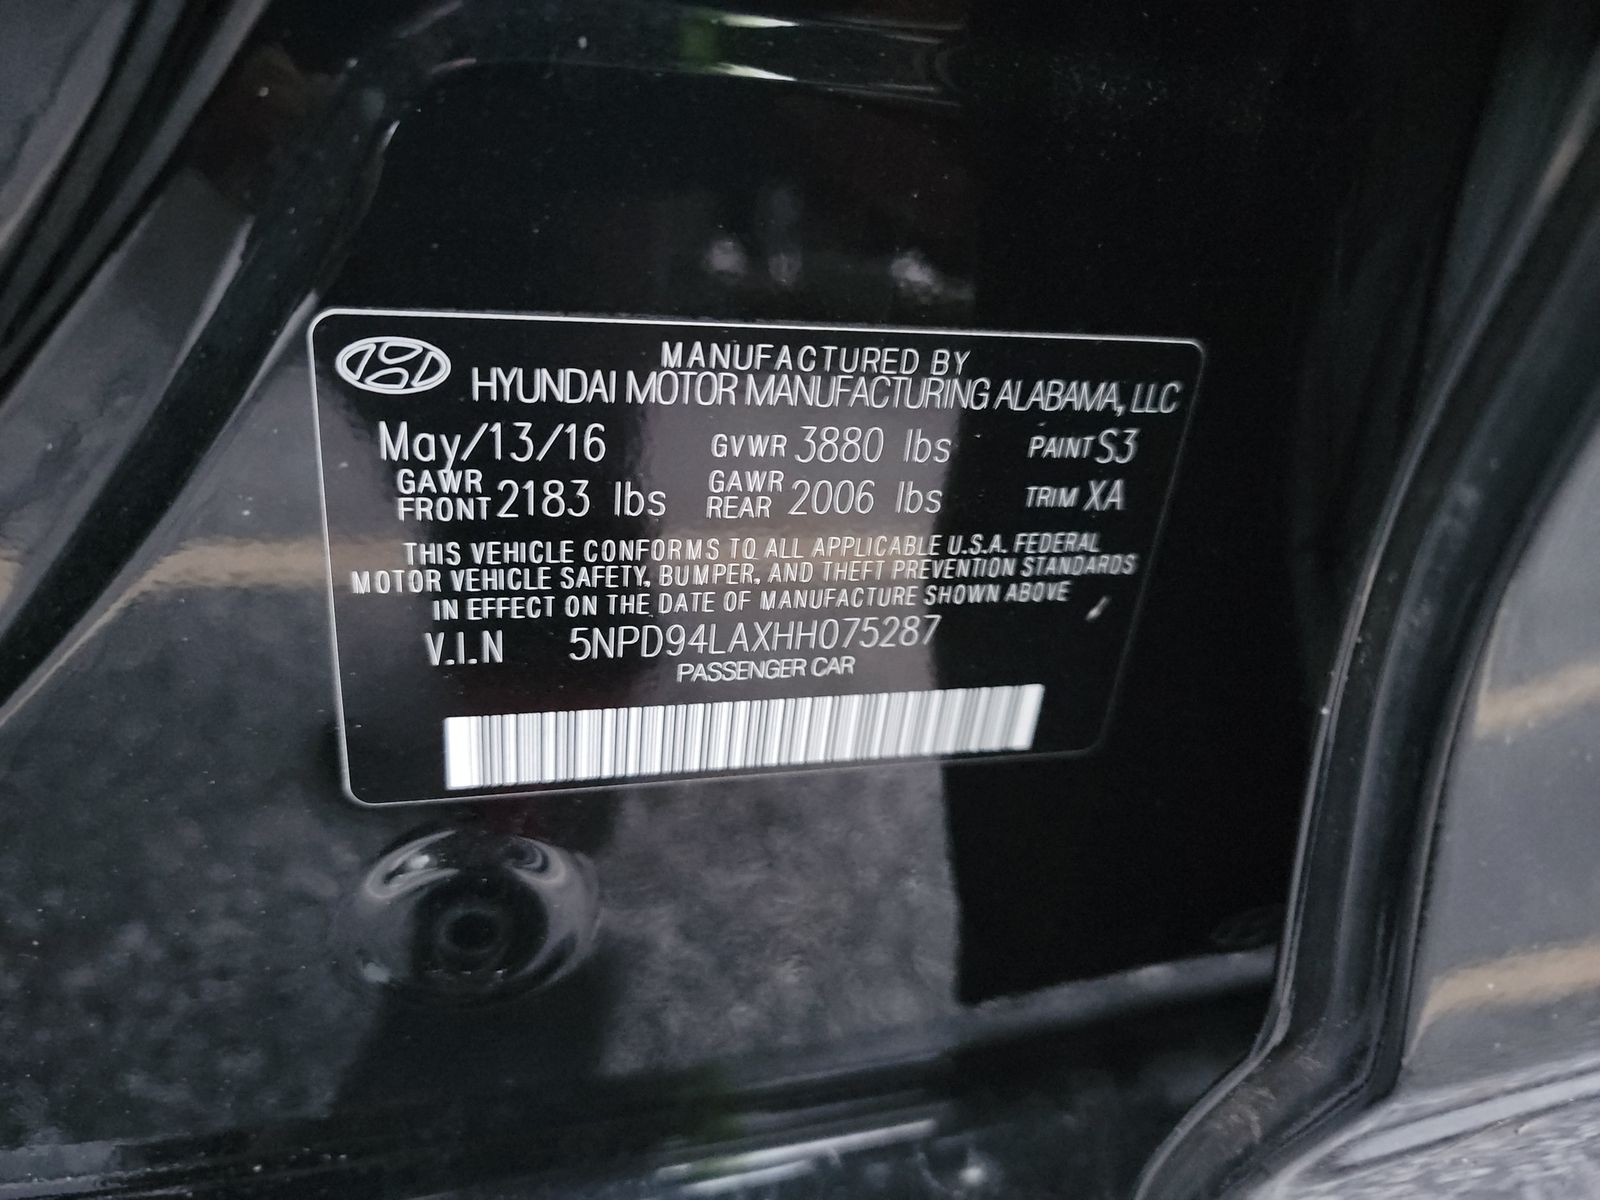 MANUFACTURED BY
HYUNDAI MOTOR MANUFACTURING ALABAMA, LLC
May/13/16 GVWR 3880 lbs PAINT S3
GAWR FRONT 2183 lbs GAWR REAR 2006 lbs TRIM XA
THIS VEHICLE CONFORMS TO ALL APPLICABLE U.S.A. FEDERAL
MOTOR VEHICLE SAFETY, BUMPER, AND THEFT PREVENTION STANDARDS
IN EFFECT ON THE DATE OF MANUFACTURE SHOWN ABOVE
V.I.N 5NPD94LAXHH075287
PASSENGER CAR